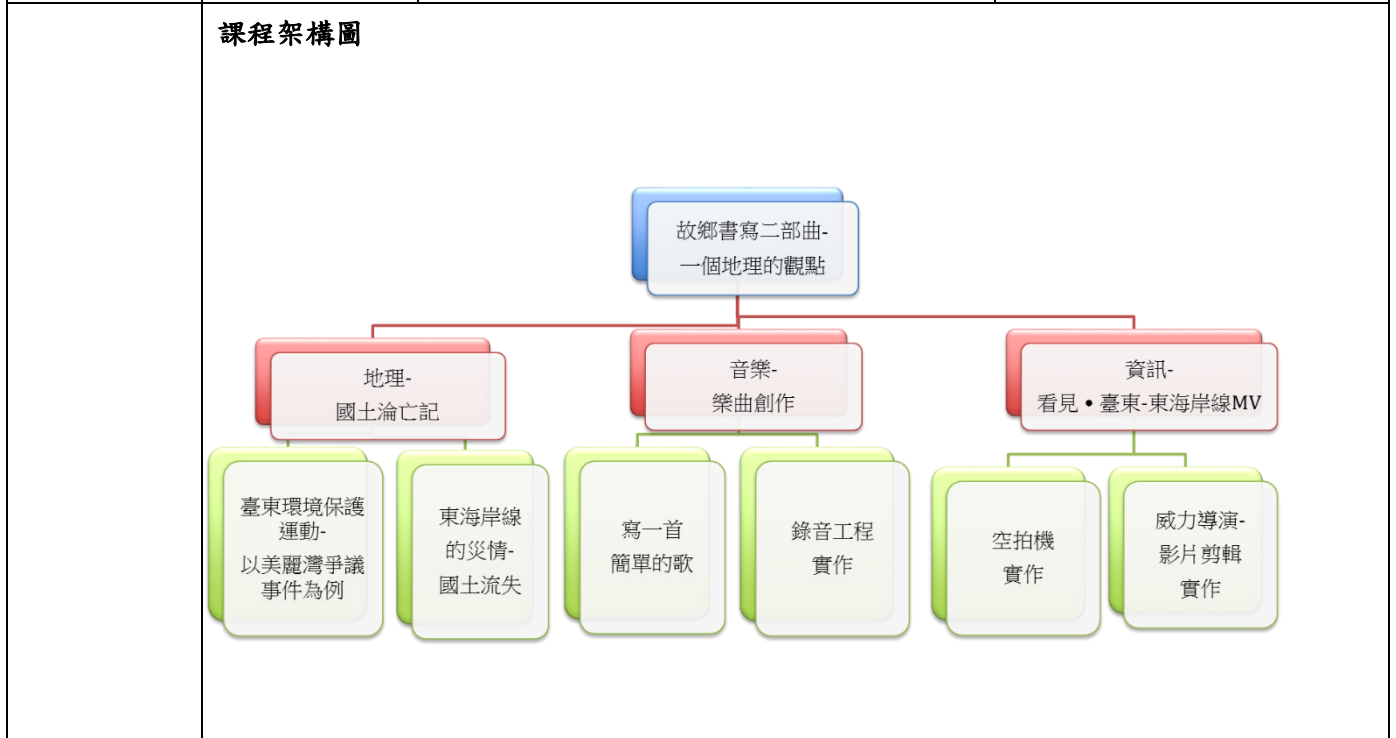 課程架構圖
故鄉書寫二部曲-
一個地理的觀點
地理-
國土淪亡記
音樂-
樂曲創作
資訊-
看見•臺東-東海岸線MV
臺東環境保護
運動-
以美麗灣爭議
事件為例
東海岸線
的災情-
國土流失
寫一首
簡單的歌
錄音工程
實作
空拍機
實作
威力導演-
影片剪輯
實作